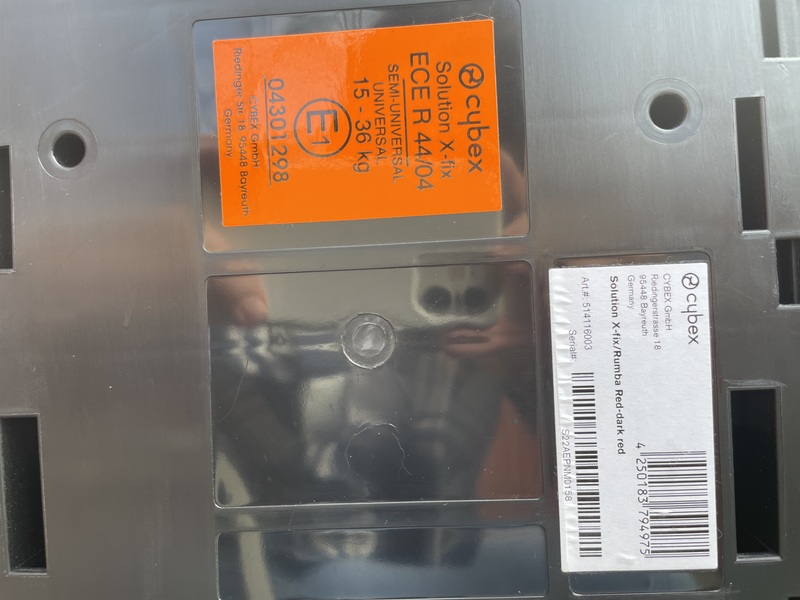 cybex
Solution X-fix
ECE R 44/04
SEMI-UNIVERSAL
UNIVERSAL
15 - 36 kg
E1
04301298
CYBEX GmbH
Riedinger Str. 18 95448 Bayreuth
Germany
cybex
CYBEX GmbH
Riedingerstrasse 18
95448 Bayreuth
Germany
Solution X-fix/Rumba Red-dark red
4 250183 794975
Art.#: 514116003
Serial#:
S22AEPNM0158